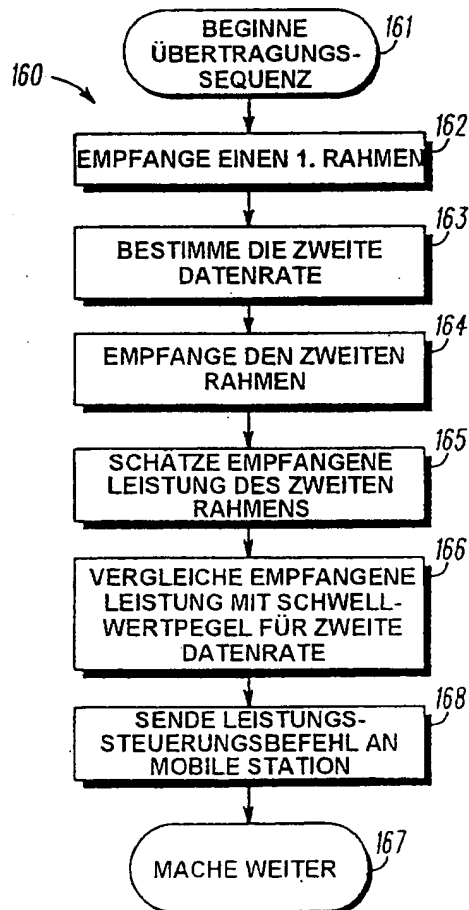 160
BEGINNE
ÜBERTRAGUNGS-
SEQUENZ
161
EMPFANGE EINEN 1. RAHMEN
162
BESTIMME DIE ZWEITE
DATENRATE
163
EMPFANGE DEN ZWEITEN
RAHMEN
164
SCHÄTZE EMPFANGENE
LEISTUNG DES ZWEITEN
RAHMENS
165
VERGLEICHE EMPFANGENE
LEISTUNG MIT SCHWELL-
WERTPEGEL FÜR ZWEITE
DATENRATE
166
SENDE LEISTUNGS-
STEUERUNGSBEFEHL AN
MOBILE STATION
168
MACHE WEITER
167